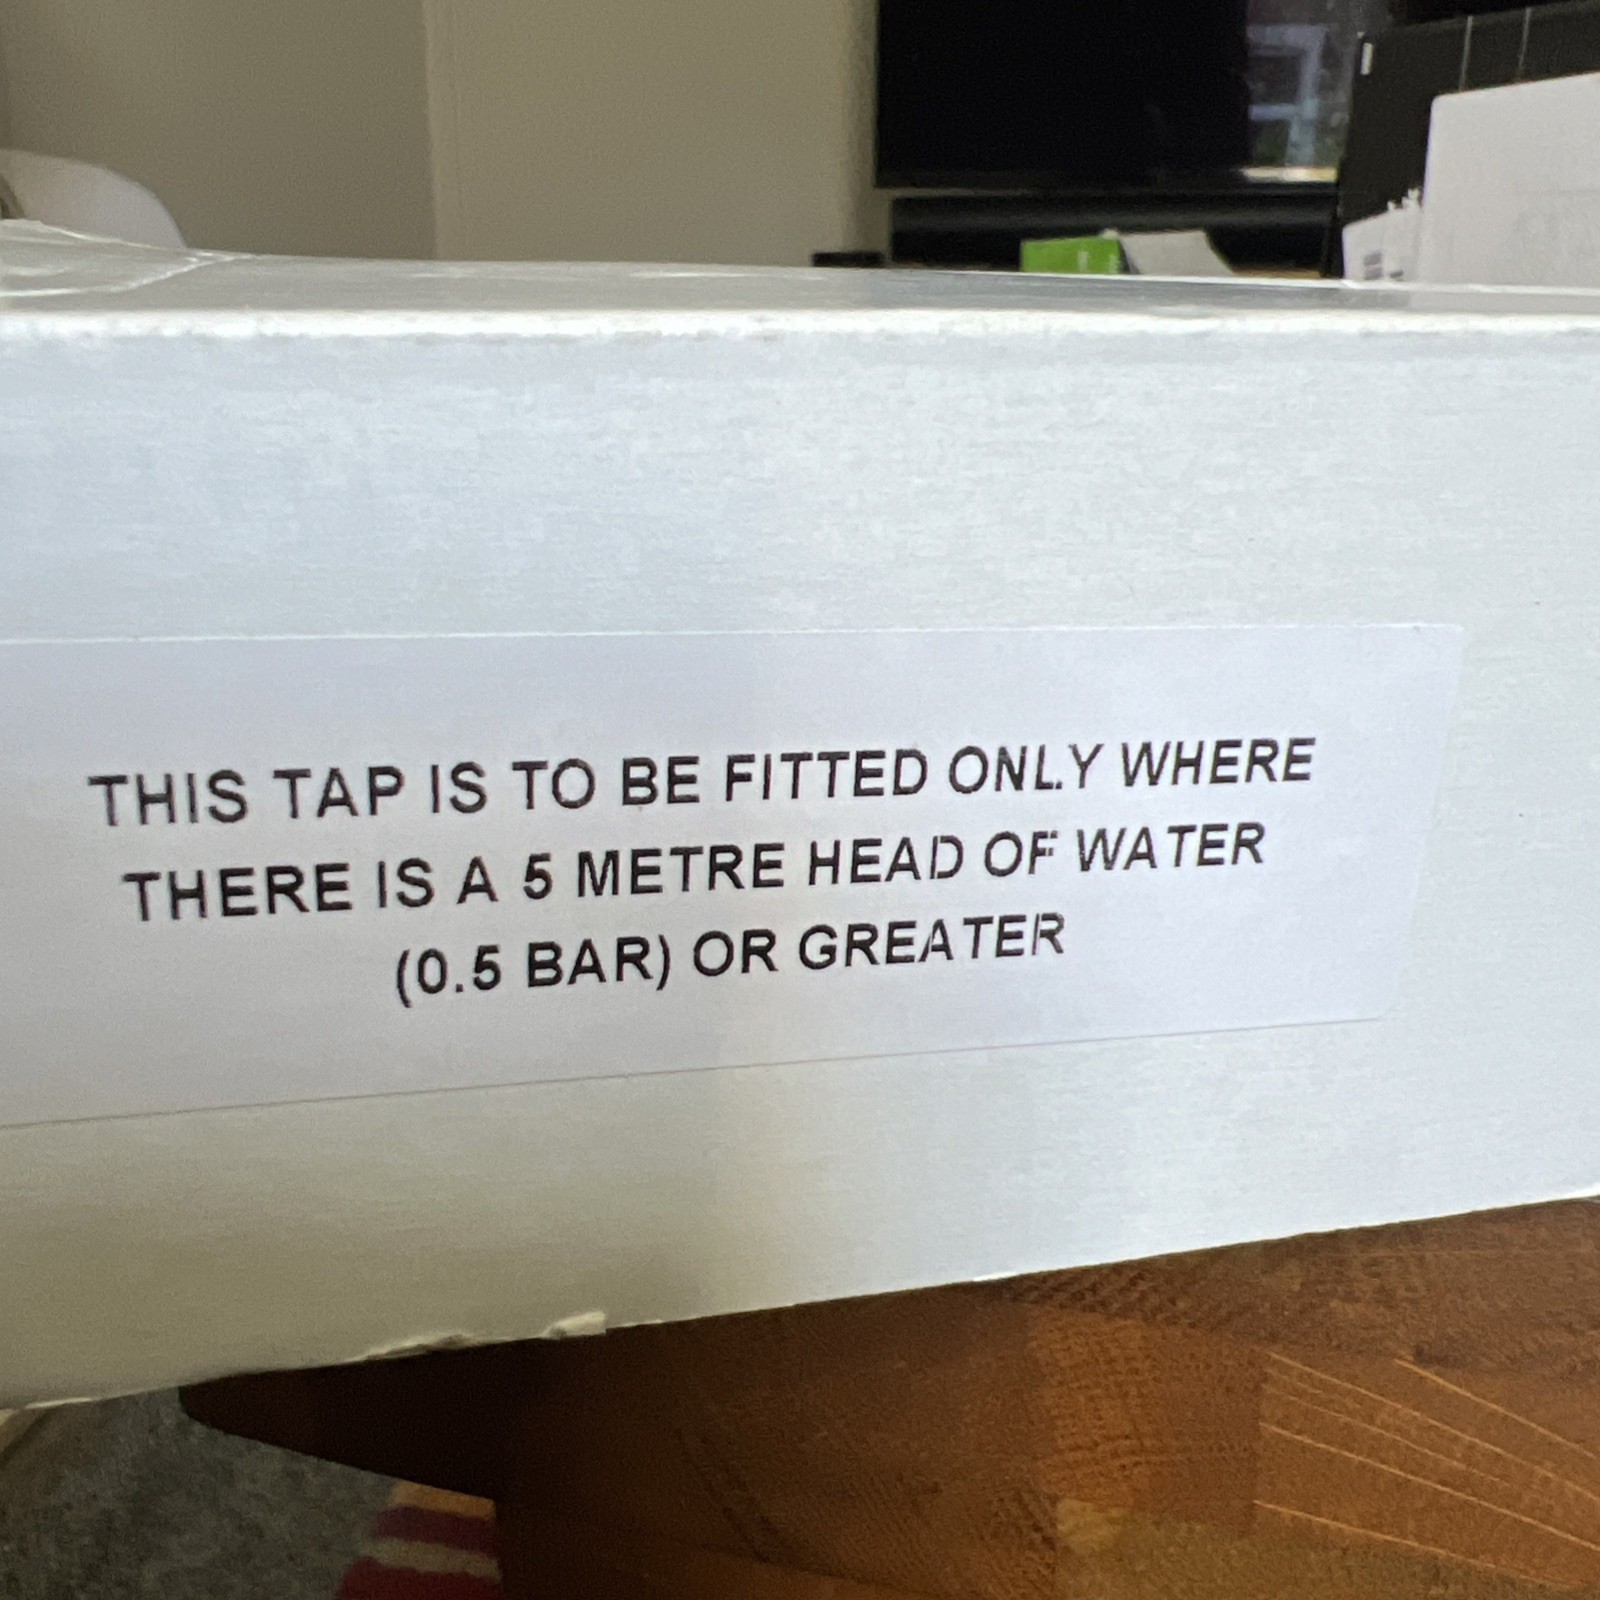 THIS TAP IS TO BE FITTED ONLY WHERE
THERE IS A 5 METRE HEAD OF WATER
(0.5 BAR) OR GREATER